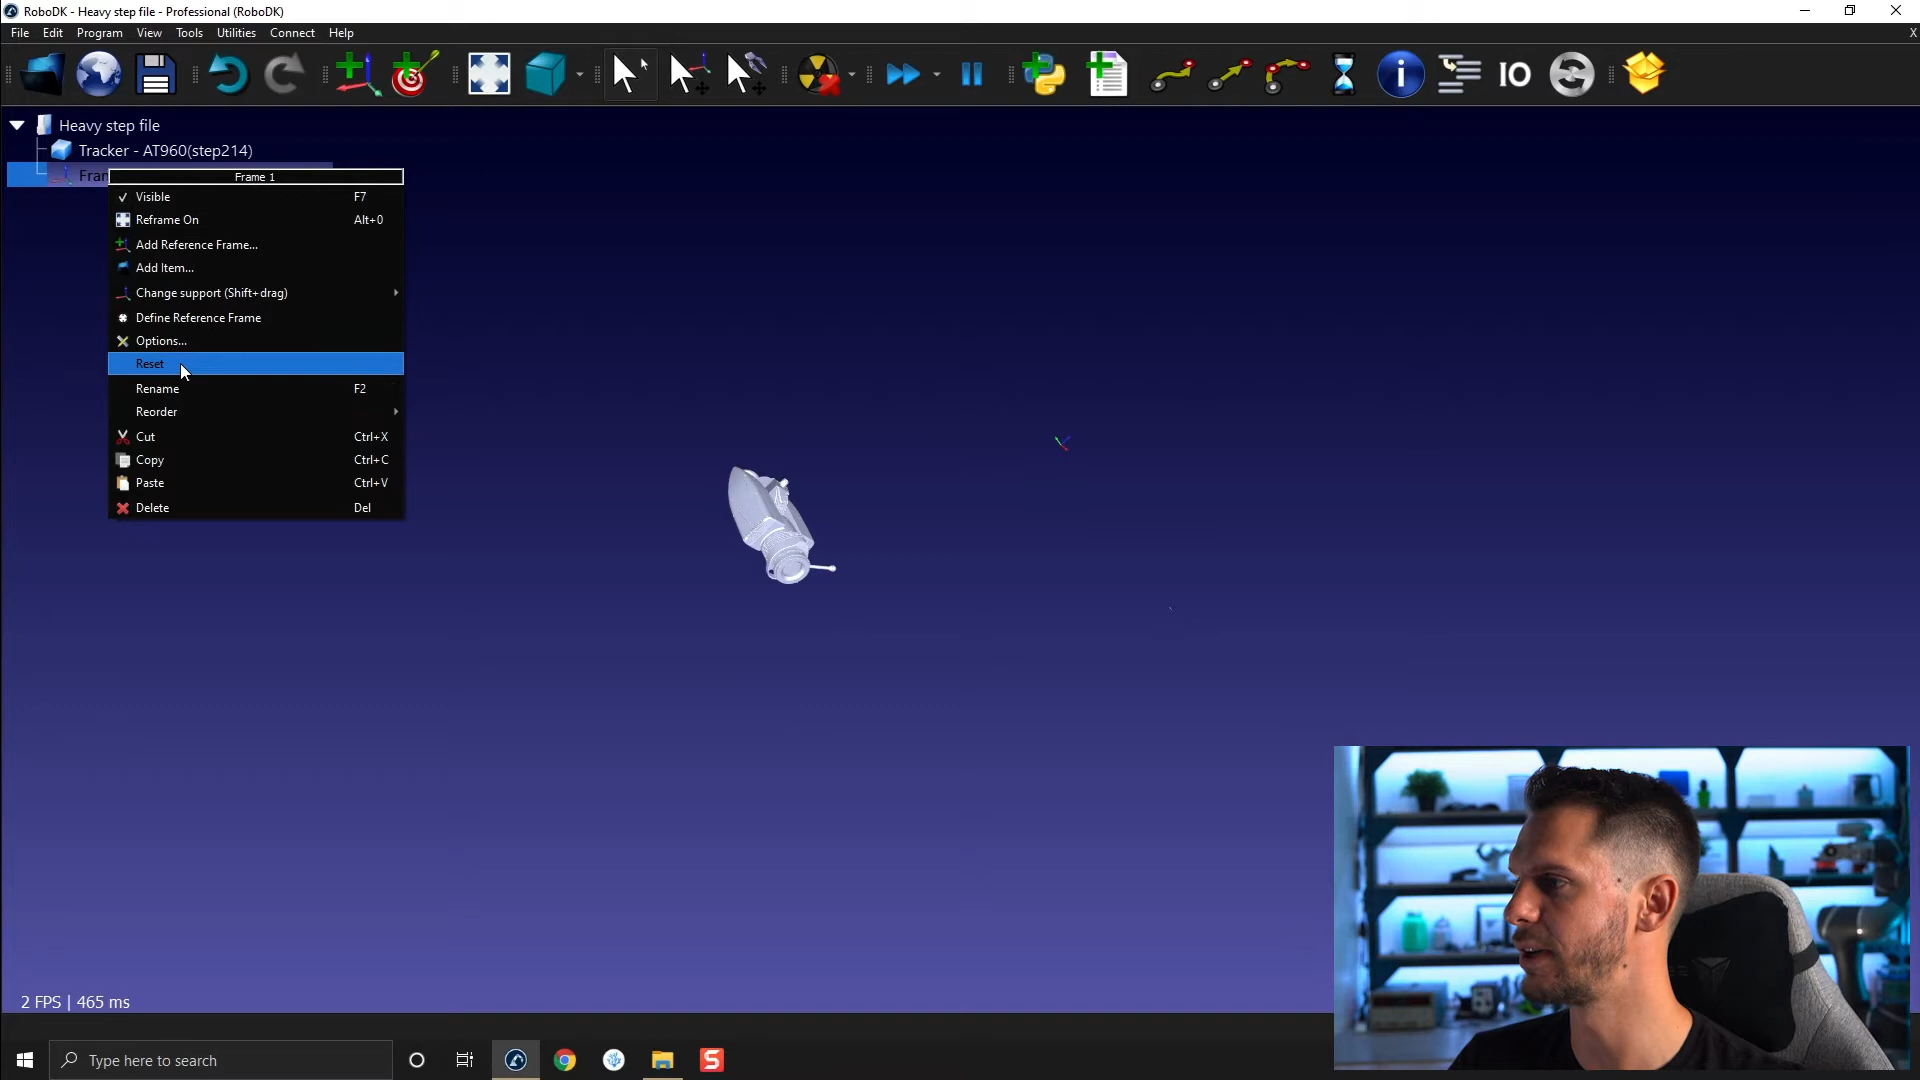 RoboDK - Heavy step file - Professional (RoboDK)
File Edit Program View Tools Utilities Connect Help
X
IO
Heavy step file
Tracker - AT960(step214)
Fran
Frame 1
Visible F7
Reframe On Alt+0
Add Reference Frame...
Add Item...
Change support (Shift+drag)
Define Reference Frame
Options...
Reset
Rename F2
Reorder
Cut Ctrl+X
Copy Ctrl+C
Paste Ctrl+V
Delete Del
2 FPS | 465 ms
Type here to search